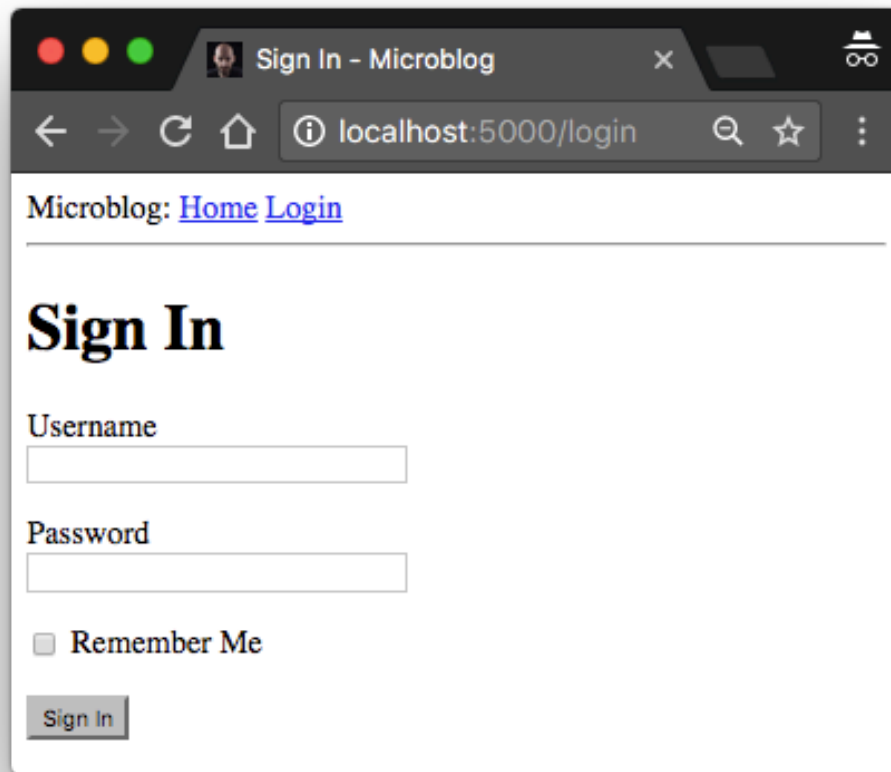 Sign In - Microblog
localhost:5000/login
Microblog: Home Login
Sign In
Username
Password
Remember Me
Sign In